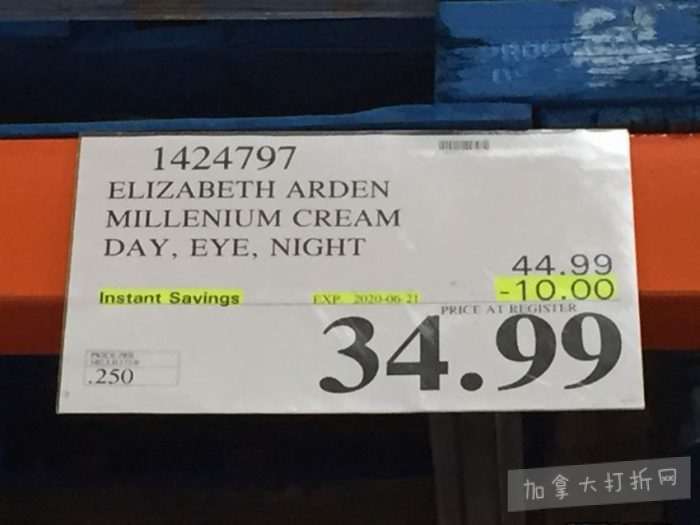 1424797
ELIZABETH ARDEN
MILLENIUM CREAM
DAY, EYE, NIGHT
44.99
Instant Savings EXP 2020-06-21 -10.00
PRICE AT REGISTER
34.99
.250
加拿大打折网